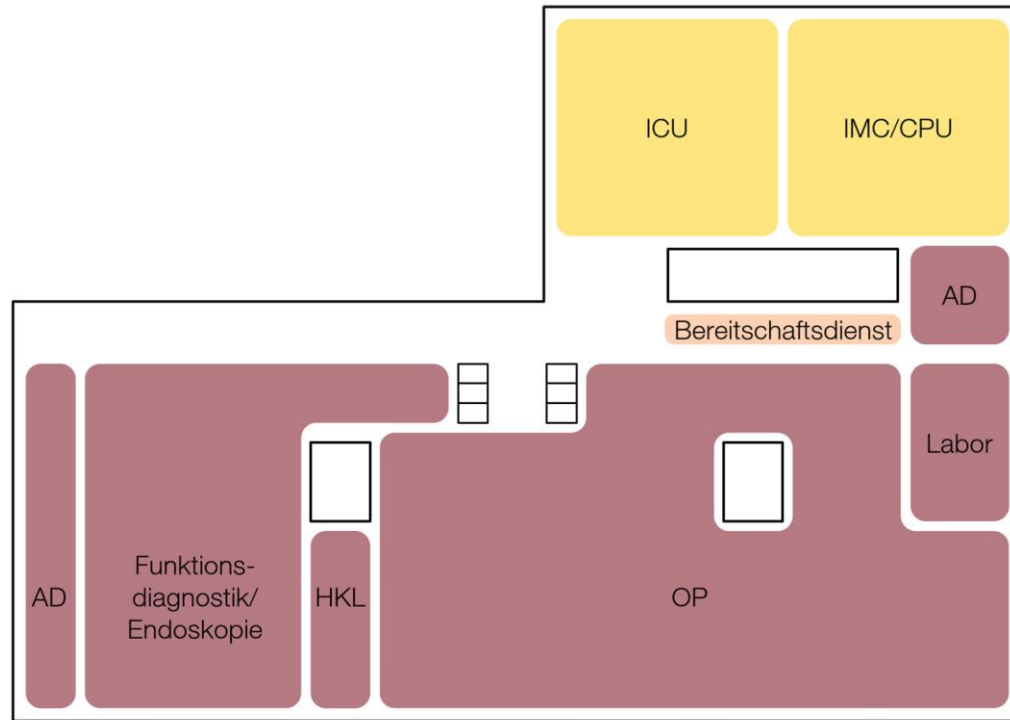 ICU
IMC/CPU
AD
Bereitschaftsdienst
Labor
AD
Funktions-
diagnostik/
Endoskopie
HKL
OP